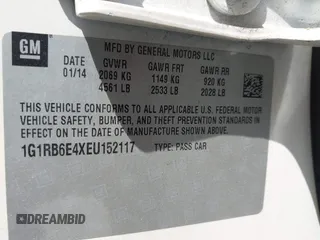 GM
MFD BY GENERAL MOTORS LLC
DATE GVWR GAWR FRT GAWR RR
01/14 2069 KG 1149 KG 920 KG
4561 LB 2533 LB 2028 LB
THIS VEHICLE CONFORMS TO ALL APPLICABLE U.S. FEDERAL MOTOR
VEHICLE SAFETY, BUMPER, AND THEFT PREVENTION STANDARDS IN
EFFECT ON THE DATE OF MANUFACTURE SHOWN ABOVE.
1G1RB6E4XEU152117 TYPE: PASS CAR
DREAMBID